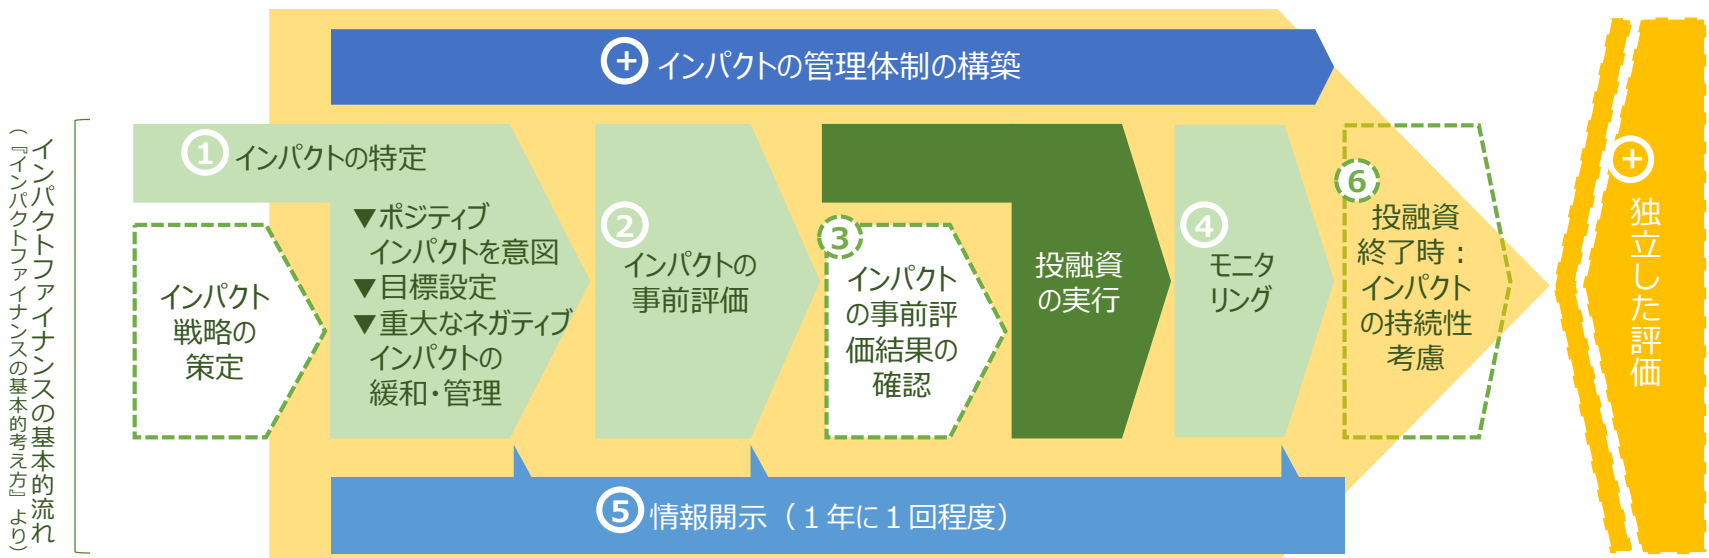 ＋ インパクトの管理体制の構築
インパクトファイナンスの基本的流れ
（『インパクトファイナンスの基本的考え方』より）
1 インパクトの特定
▼ポジティブ
インパクトを意図
▼目標設定
▼重大なネガティブ
インパクトの
緩和・管理
インパクト
戦略の
策定
2
インパクトの
事前評価
3
インパクト
の事前評
価結果の
確認
投融資
の実行
4
モニタ
リング
6
投融資
終了時：
インパクト
の持続性
考慮
＋
独立した評価
5 情報開示（１年に１回程度）